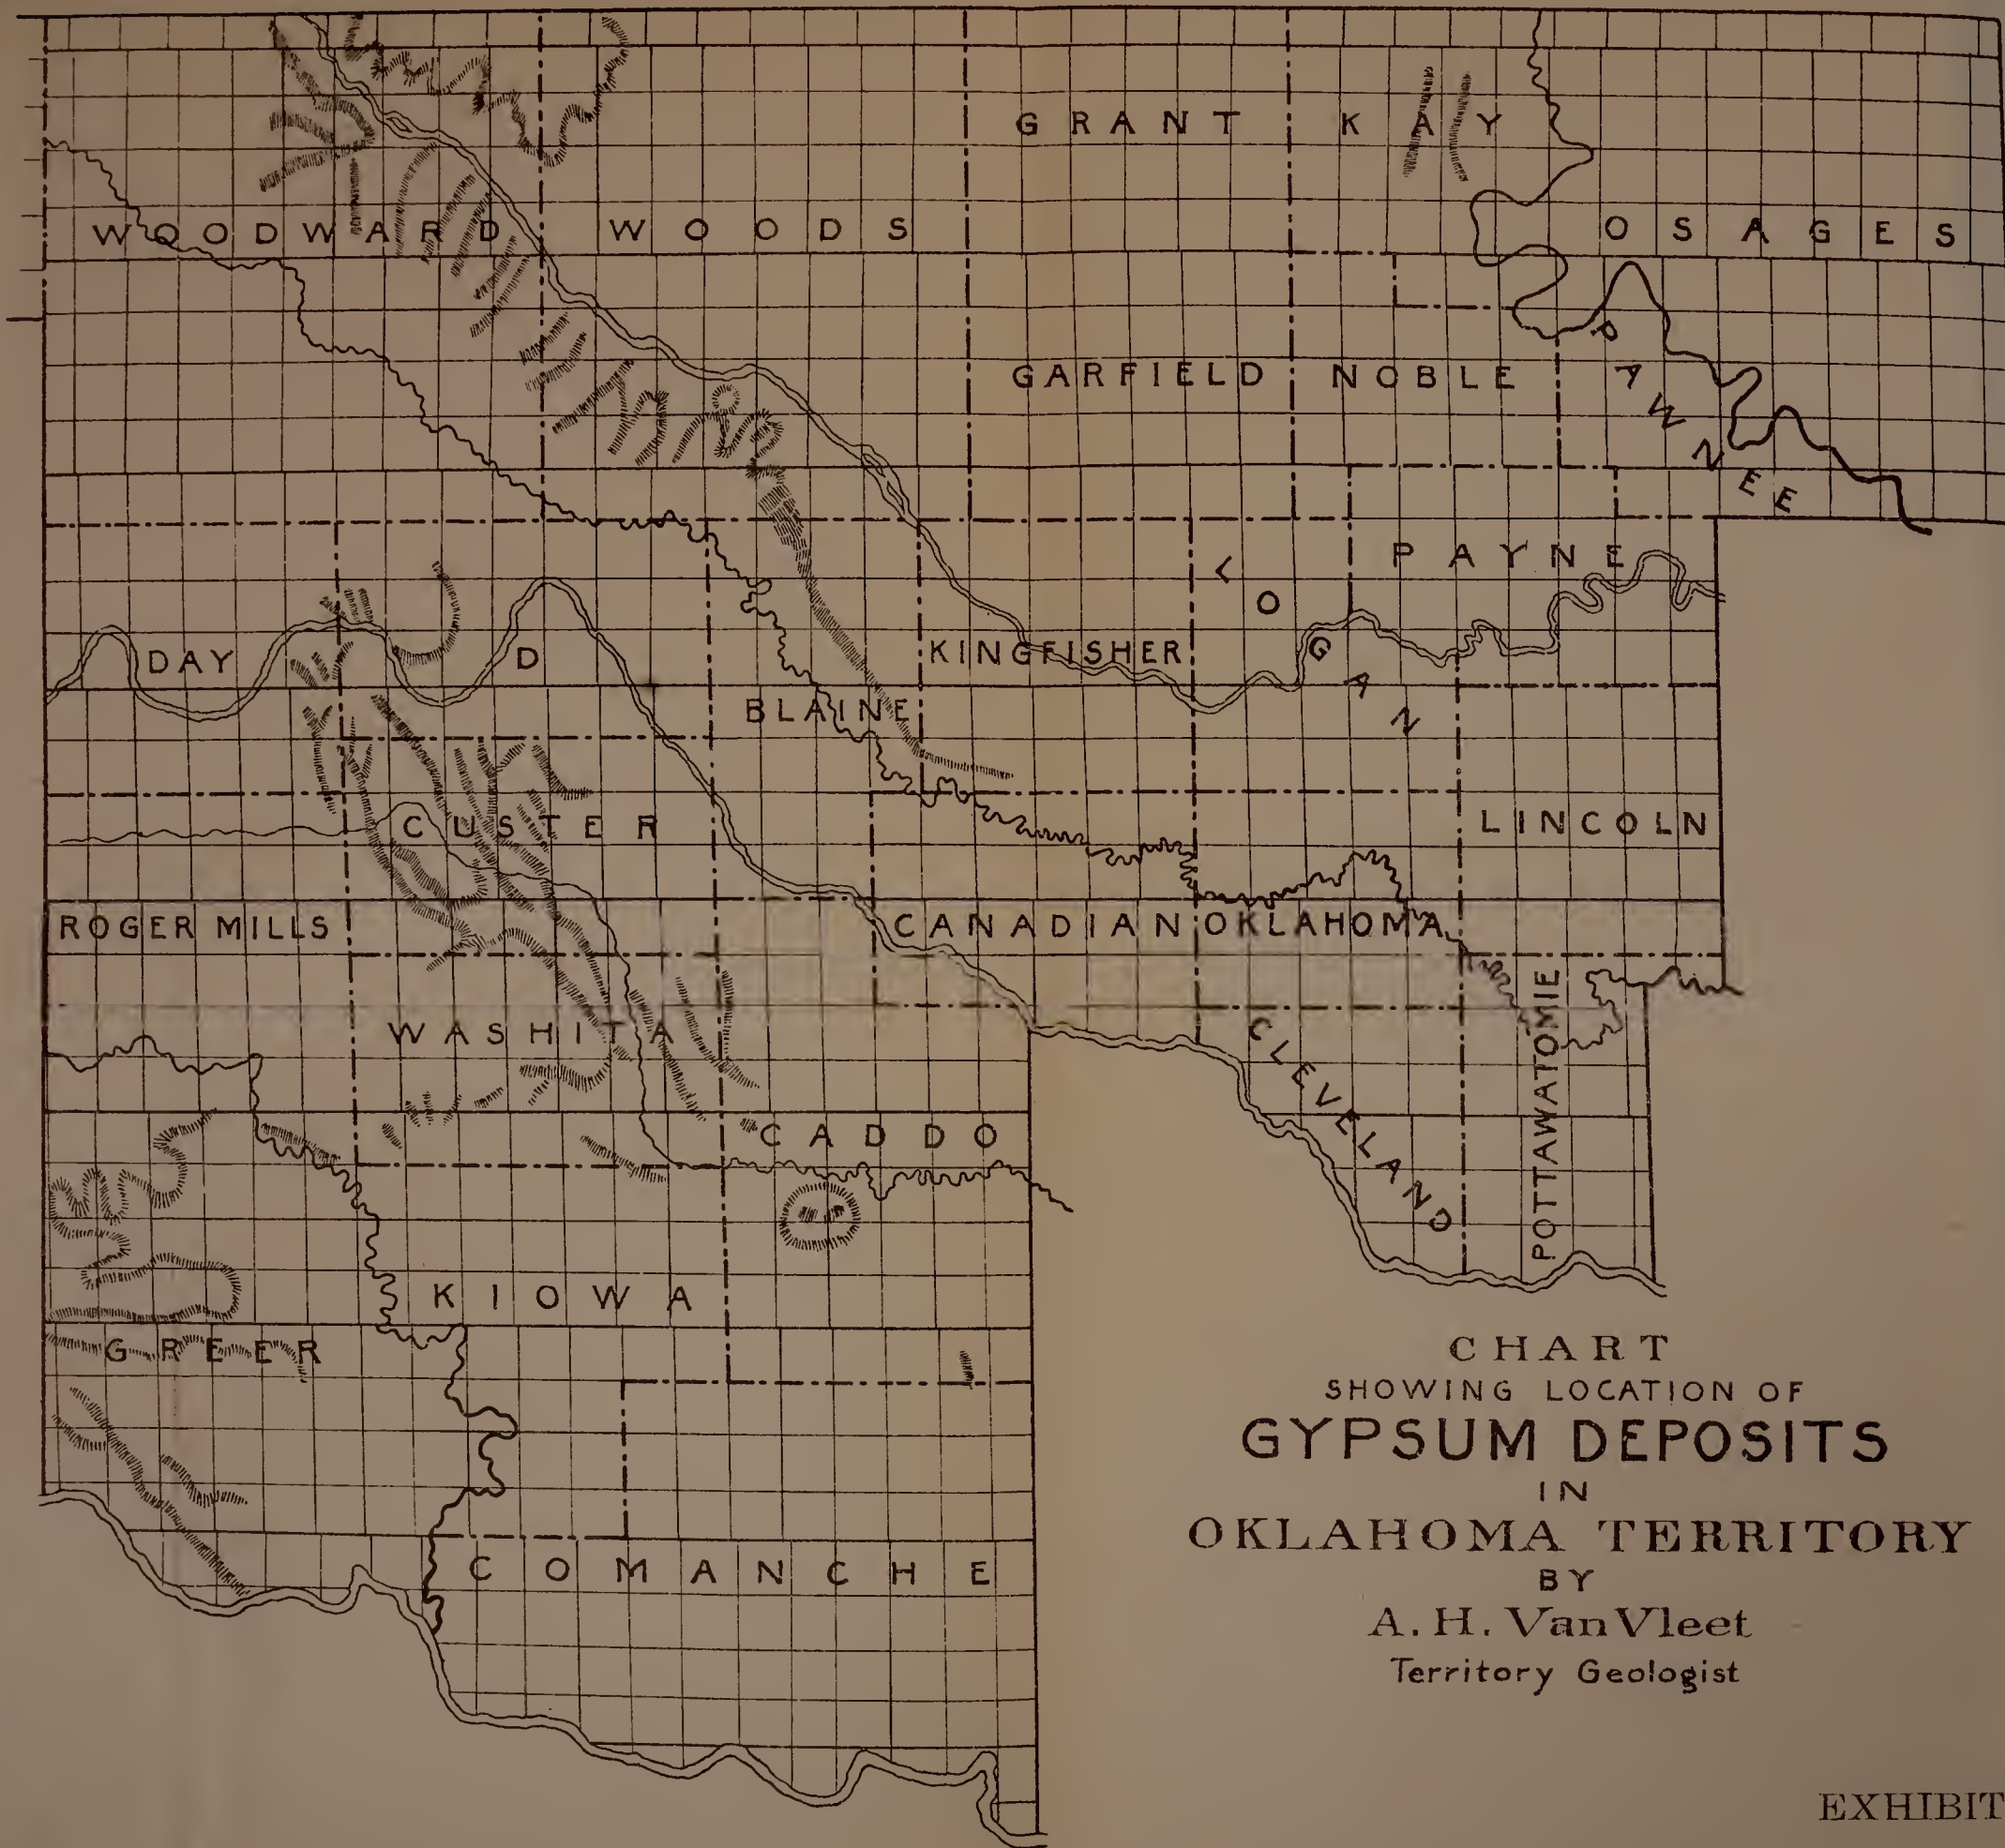 GRANT
KAY
WOODWARD
WOODS
OSAGES
PAWNEE
GARFIELD
NOBLE
PAYNE
LOGAN
DAY
D
KINGFISHER
BLAINE
CUSTER
LINCOLN
ROGER MILLS
CANADIAN
OKLAHOMA
WASHITA
CLEVELAND
POTTAWATOMIE
CADDO
KIOWA
GREER
COMANCHE
CHART
SHOWING LOCATION OF
GYPSUM DEPOSITS
IN
OKLAHOMA TERRITORY
BY
A. H. VanVleet
Territory Geologist
EXHIBIT